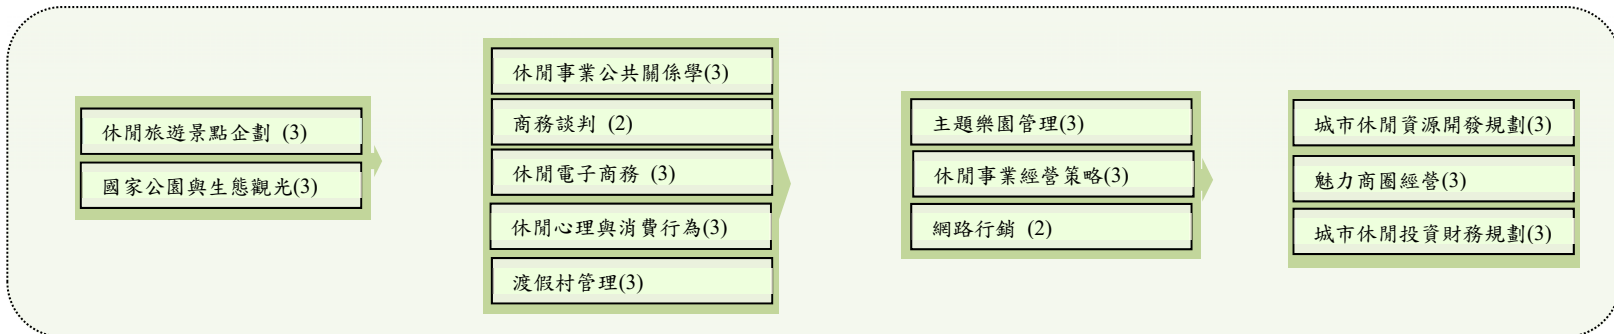 休閒旅遊景點企劃 (3)
國家公園與生態觀光(3)
休閒事業公共關係學(3)
商務談判 (2)
休閒電子商務 (3)
休閒心理與消費行為(3)
渡假村管理(3)
主題樂園管理(3)
休閒事業經營策略(3)
網路行銷 (2)
城市休閒資源開發規劃(3)
魅力商圈經營(3)
城市休閒投資財務規劃(3)